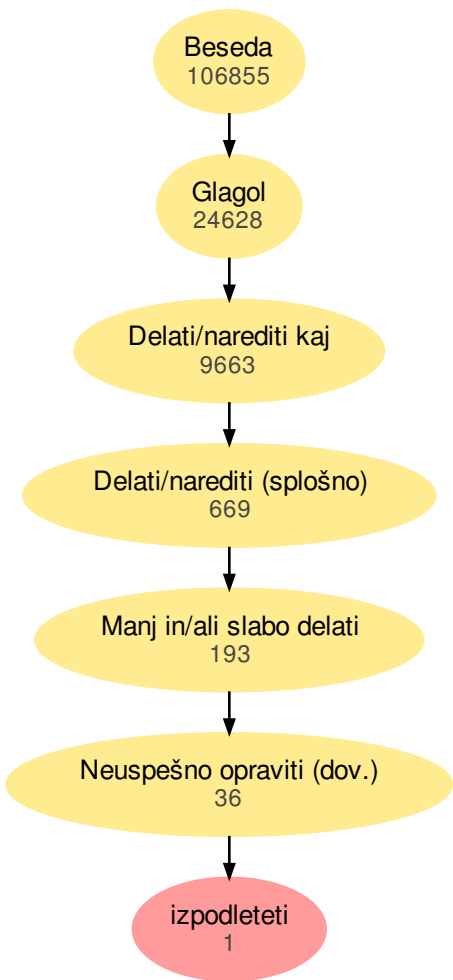 Beseda
106855
Glagol
24628
Delati/narediti kaj
9663
Delati/narediti (splošno)
669
Manj in/ali slabo delati
193
Neuspešno opraviti (dov.)
36
izpodleteti
1